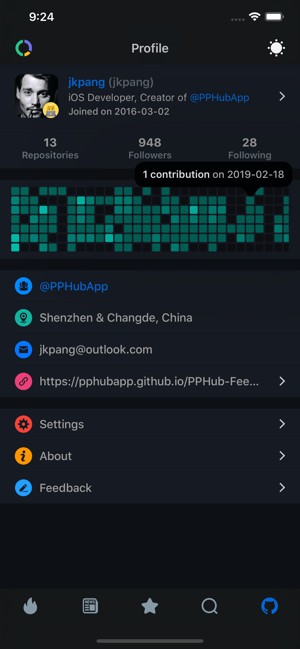 9:24
Profile
jkpang (jkpang)
iOS Developer, Creator of @PPHubApp
Joined on 2016-03-02
13 948 28
Repositories Followers Following
1 contribution on 2019-02-18
@PPHubApp
Shenzhen & Changde, China
jkpang@outlook.com
https://pphubapp.github.io/PPHub-Fee...
Settings
About
Feedback